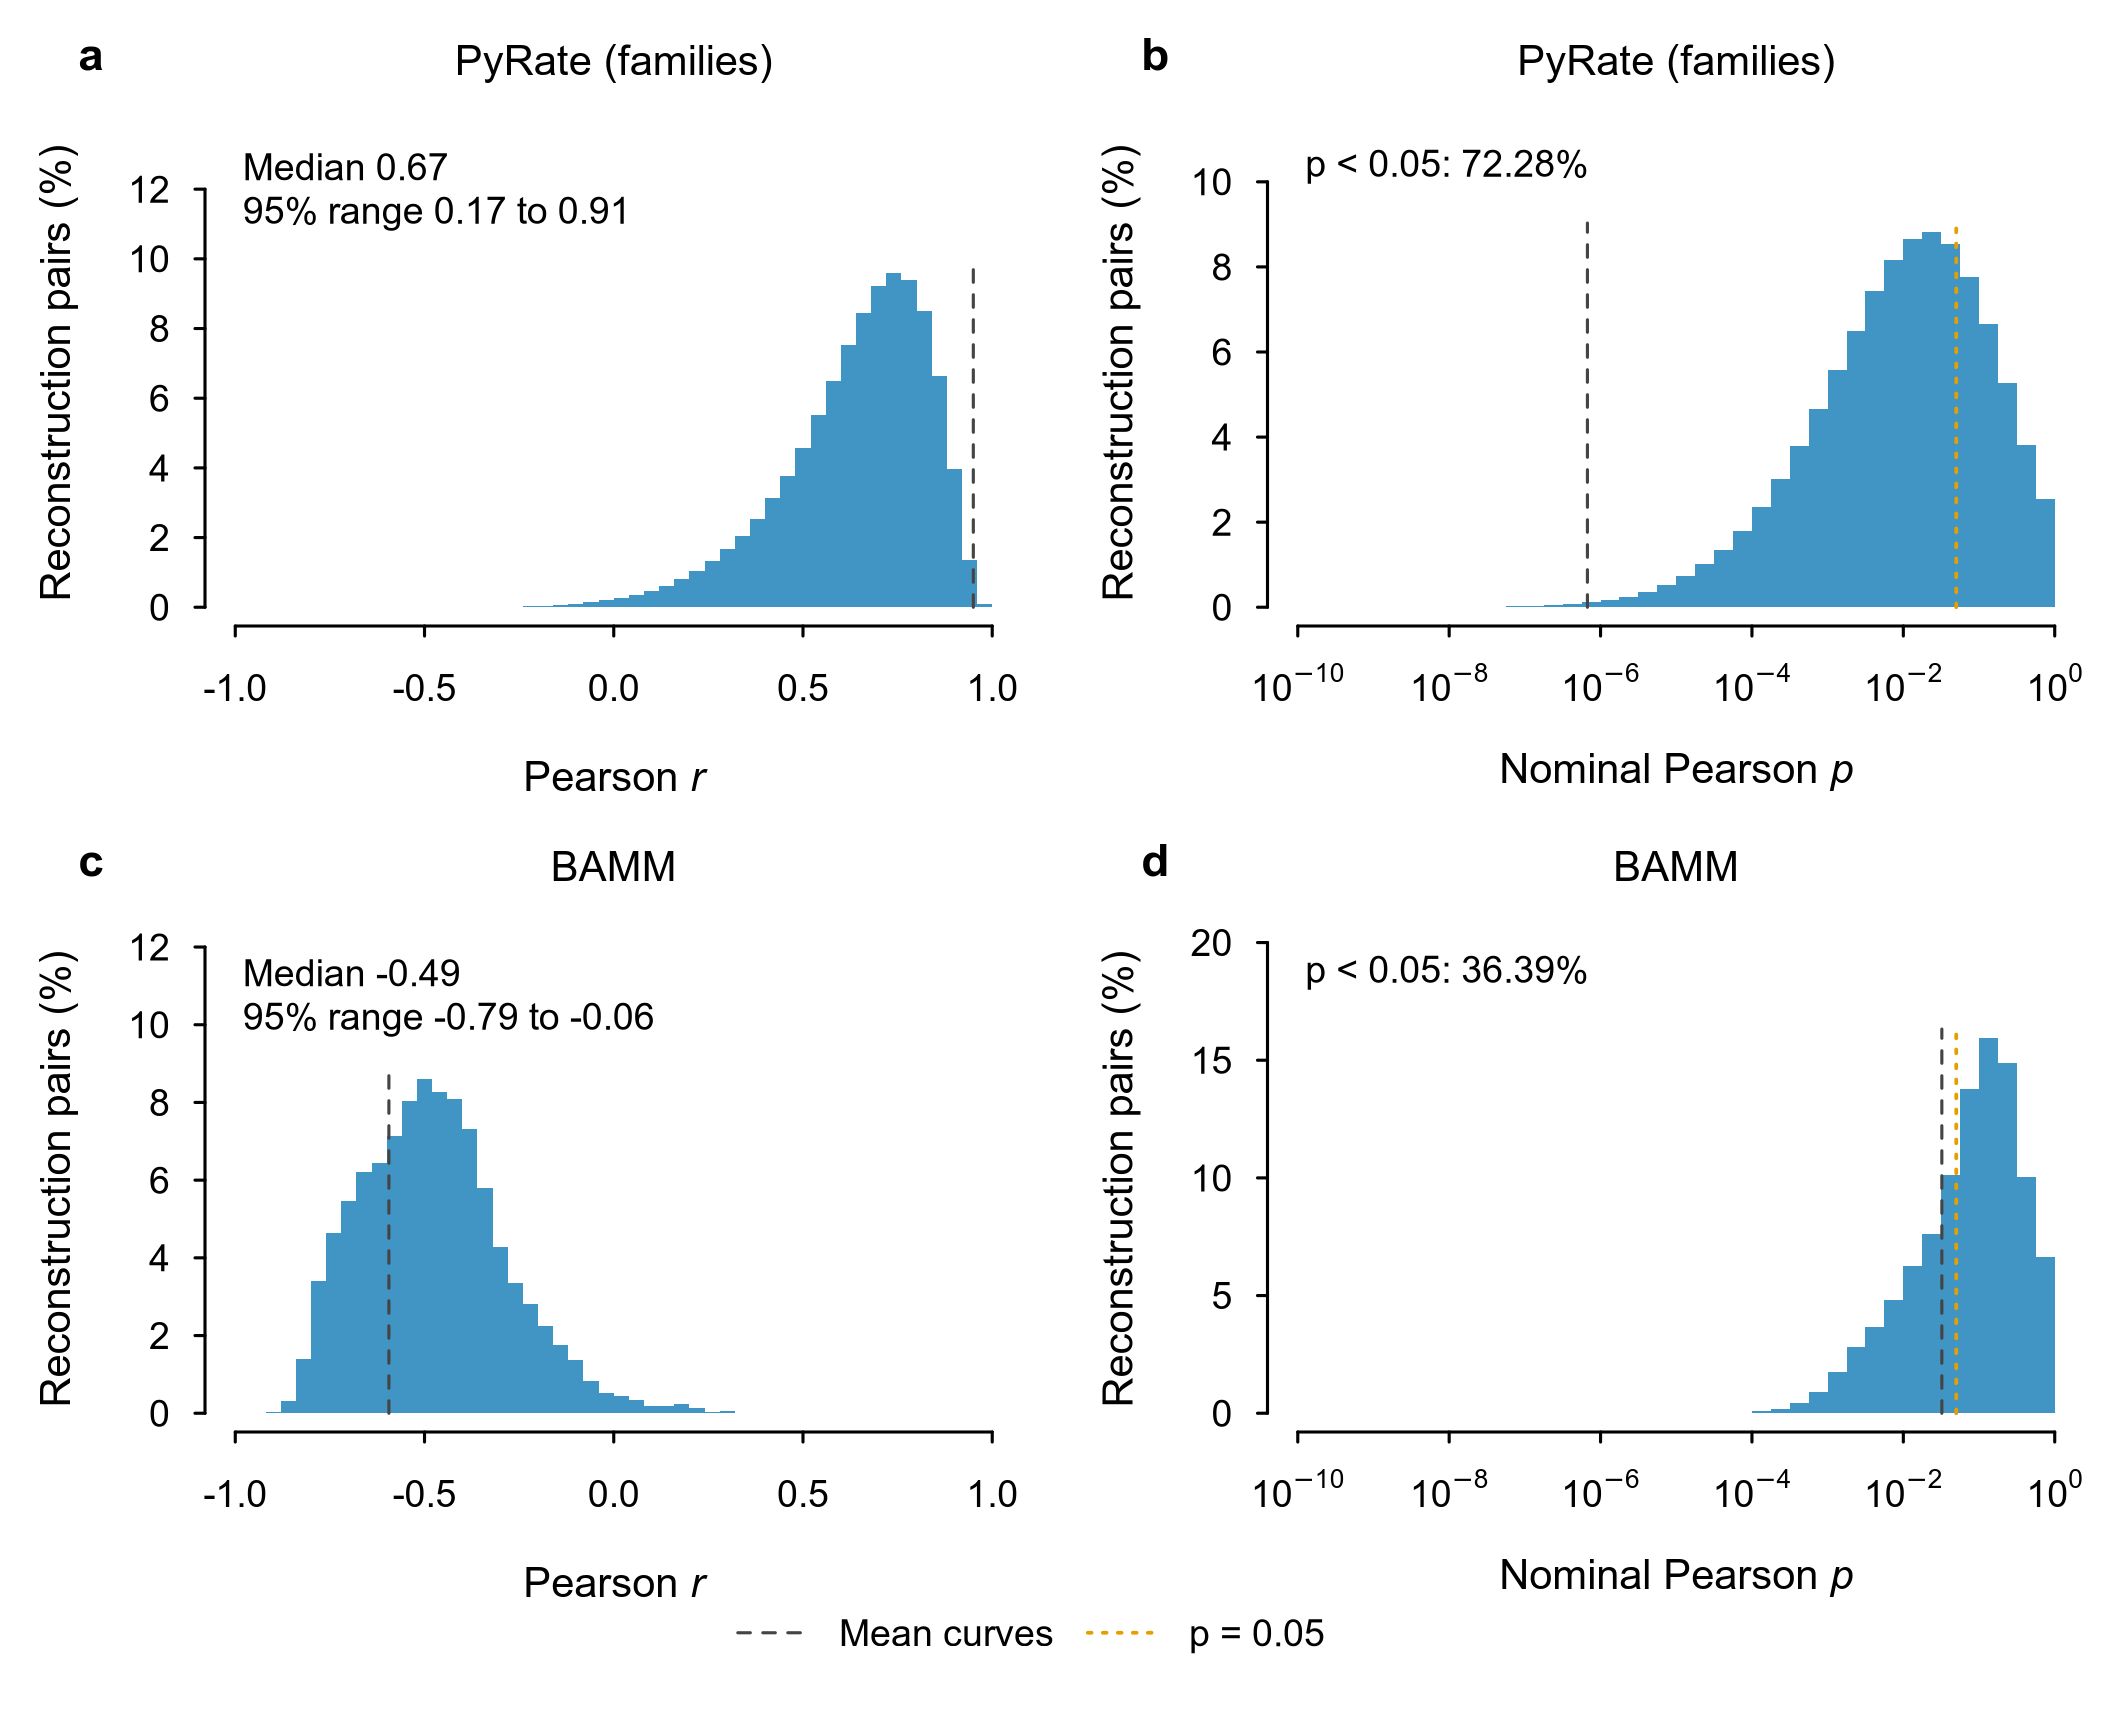 a
PyRate (families)
Reconstruction pairs (%)
Median 0.67
95% range 0.17 to 0.91
12
10
8
6
4
2
0
-1.0 -0.5 0.0 0.5 1.0
Pearson r
b
PyRate (families)
Reconstruction pairs (%)
p < 0.05: 72.28%
10
8
6
4
2
0
10⁻¹⁰ 10⁻⁸ 10⁻⁶ 10⁻⁴ 10⁻² 10⁰
Nominal Pearson p
c
BAMM
Reconstruction pairs (%)
Median -0.49
95% range -0.79 to -0.06
12
10
8
6
4
2
0
-1.0 -0.5 0.0 0.5 1.0
Pearson r
d
BAMM
Reconstruction pairs (%)
p < 0.05: 36.39%
20
15
10
5
0
10⁻¹⁰ 10⁻⁸ 10⁻⁶ 10⁻⁴ 10⁻² 10⁰
Nominal Pearson p
Mean curves p = 0.05